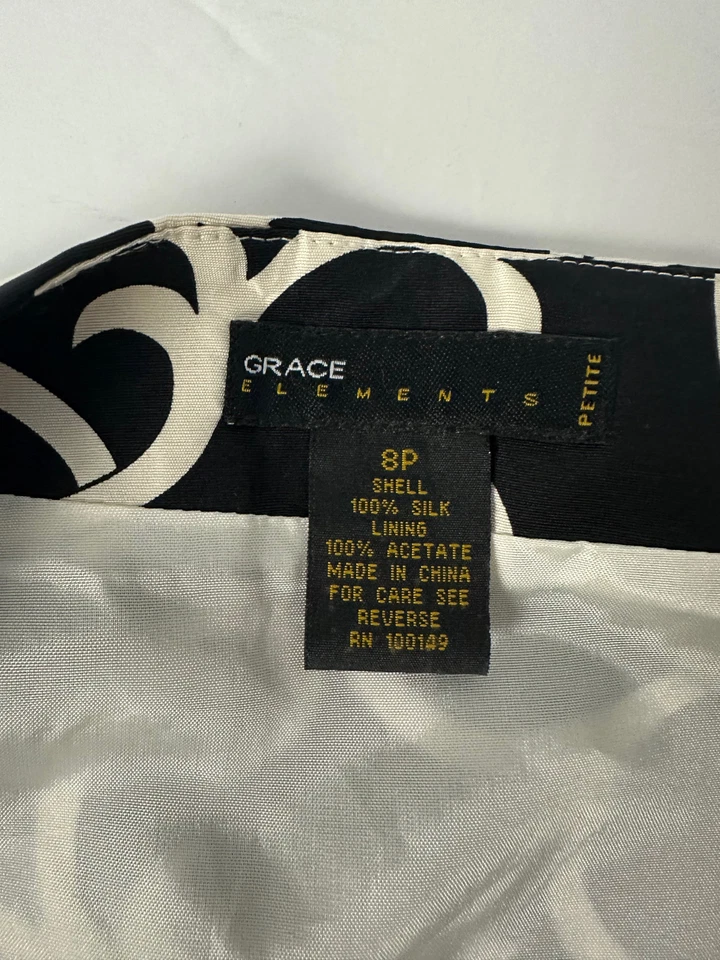 GRACE
ELEMENTS
PETITE
8P
SHELL
100% SILK
LINING
100% ACETATE
MADE IN CHINA
FOR CARE SEE
REVERSE
RN 100149